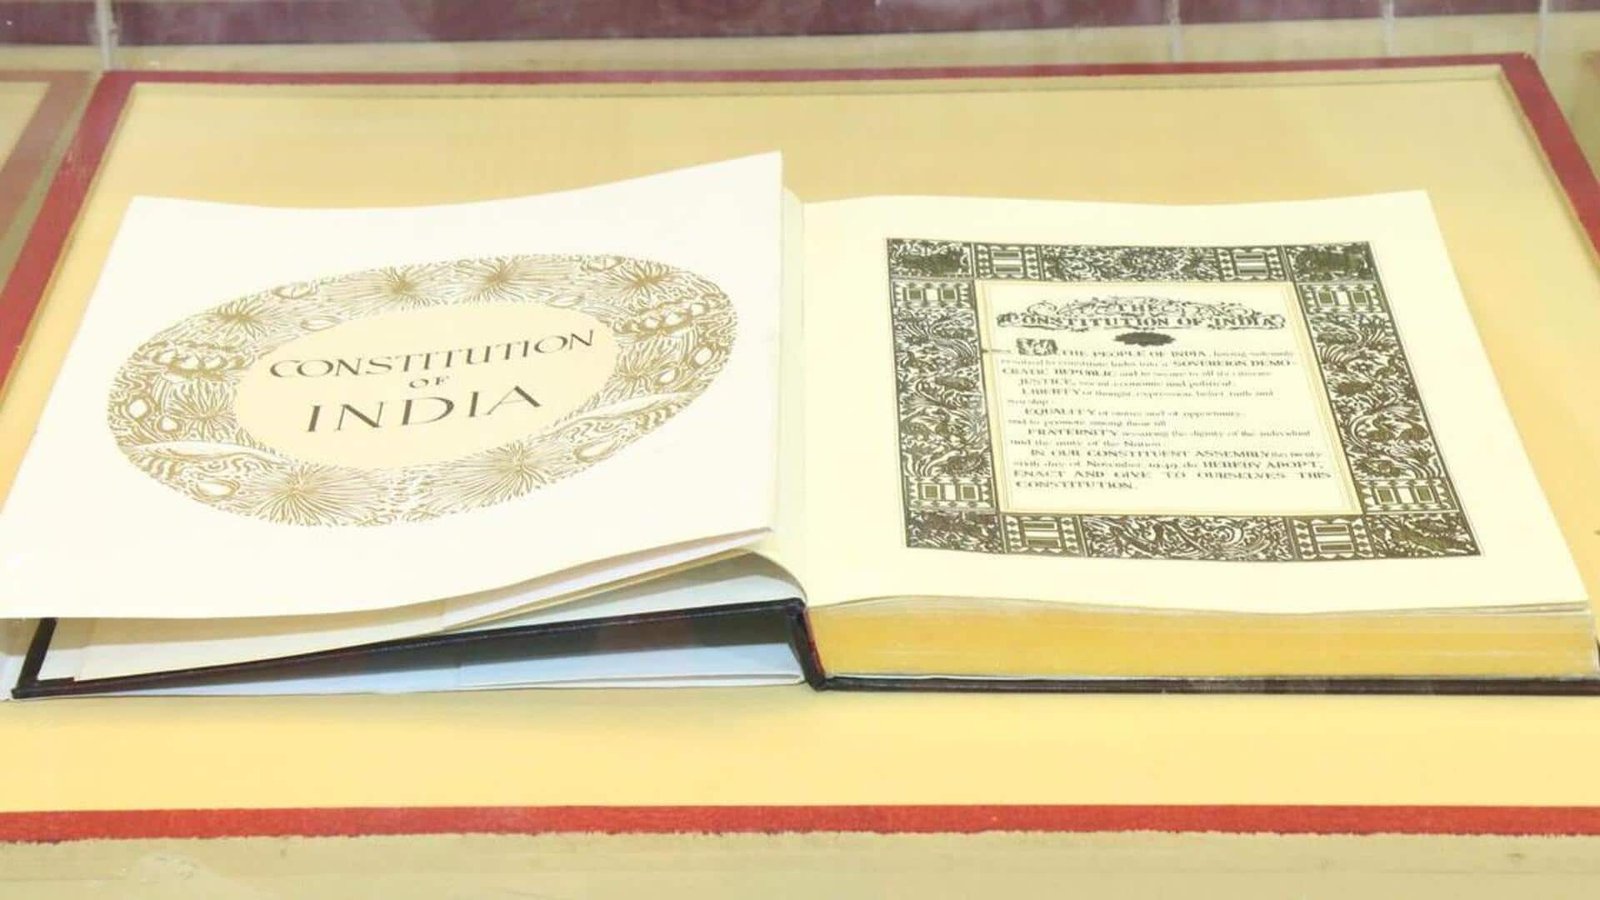 CONSTITUTION
OF
INDIA
THE
CONSTITUTION OF INDIA
WE, THE PEOPLE OF INDIA, having solemnly
resolved to constitute India into a SOVEREIGN DEMO-
CRATIC REPUBLIC and to secure to all its citizens:
JUSTICE, social, economic and political;
LIBERTY of thought, expression, belief, faith and
worship;
EQUALITY of status and of opportunity;
and to promote among them all
FRATERNITY assuring the dignity of the individual
and the unity of the Nation;
IN OUR CONSTITUENT ASSEMBLY this twenty
sixth day of November, 1949, do HEREBY ADOPT,
ENACT AND GIVE TO OURSELVES THIS
CONSTITUTION.